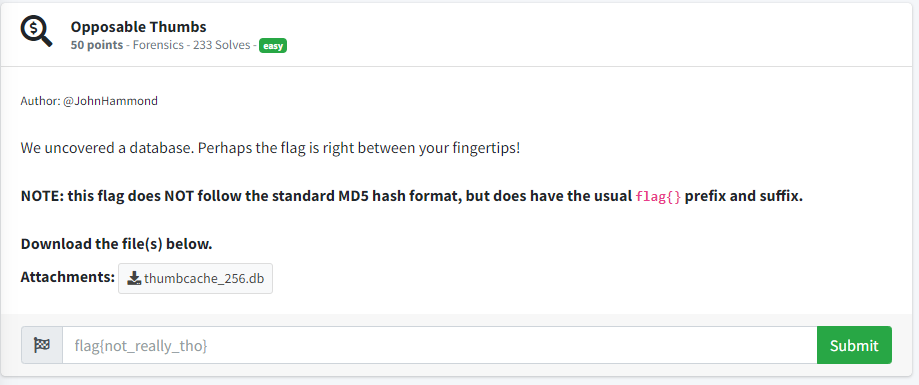 Opposable Thumbs
50 points - Forensics - 233 Solves - easy
Author: @JohnHammond
We uncovered a database. Perhaps the flag is right between your fingertips!
NOTE: this flag does NOT follow the standard MD5 hash format, but does have the usual flag{} prefix and suffix.
Download the file(s) below.
Attachments: thumbcache_256.db
flag{not_really_tho}
Submit